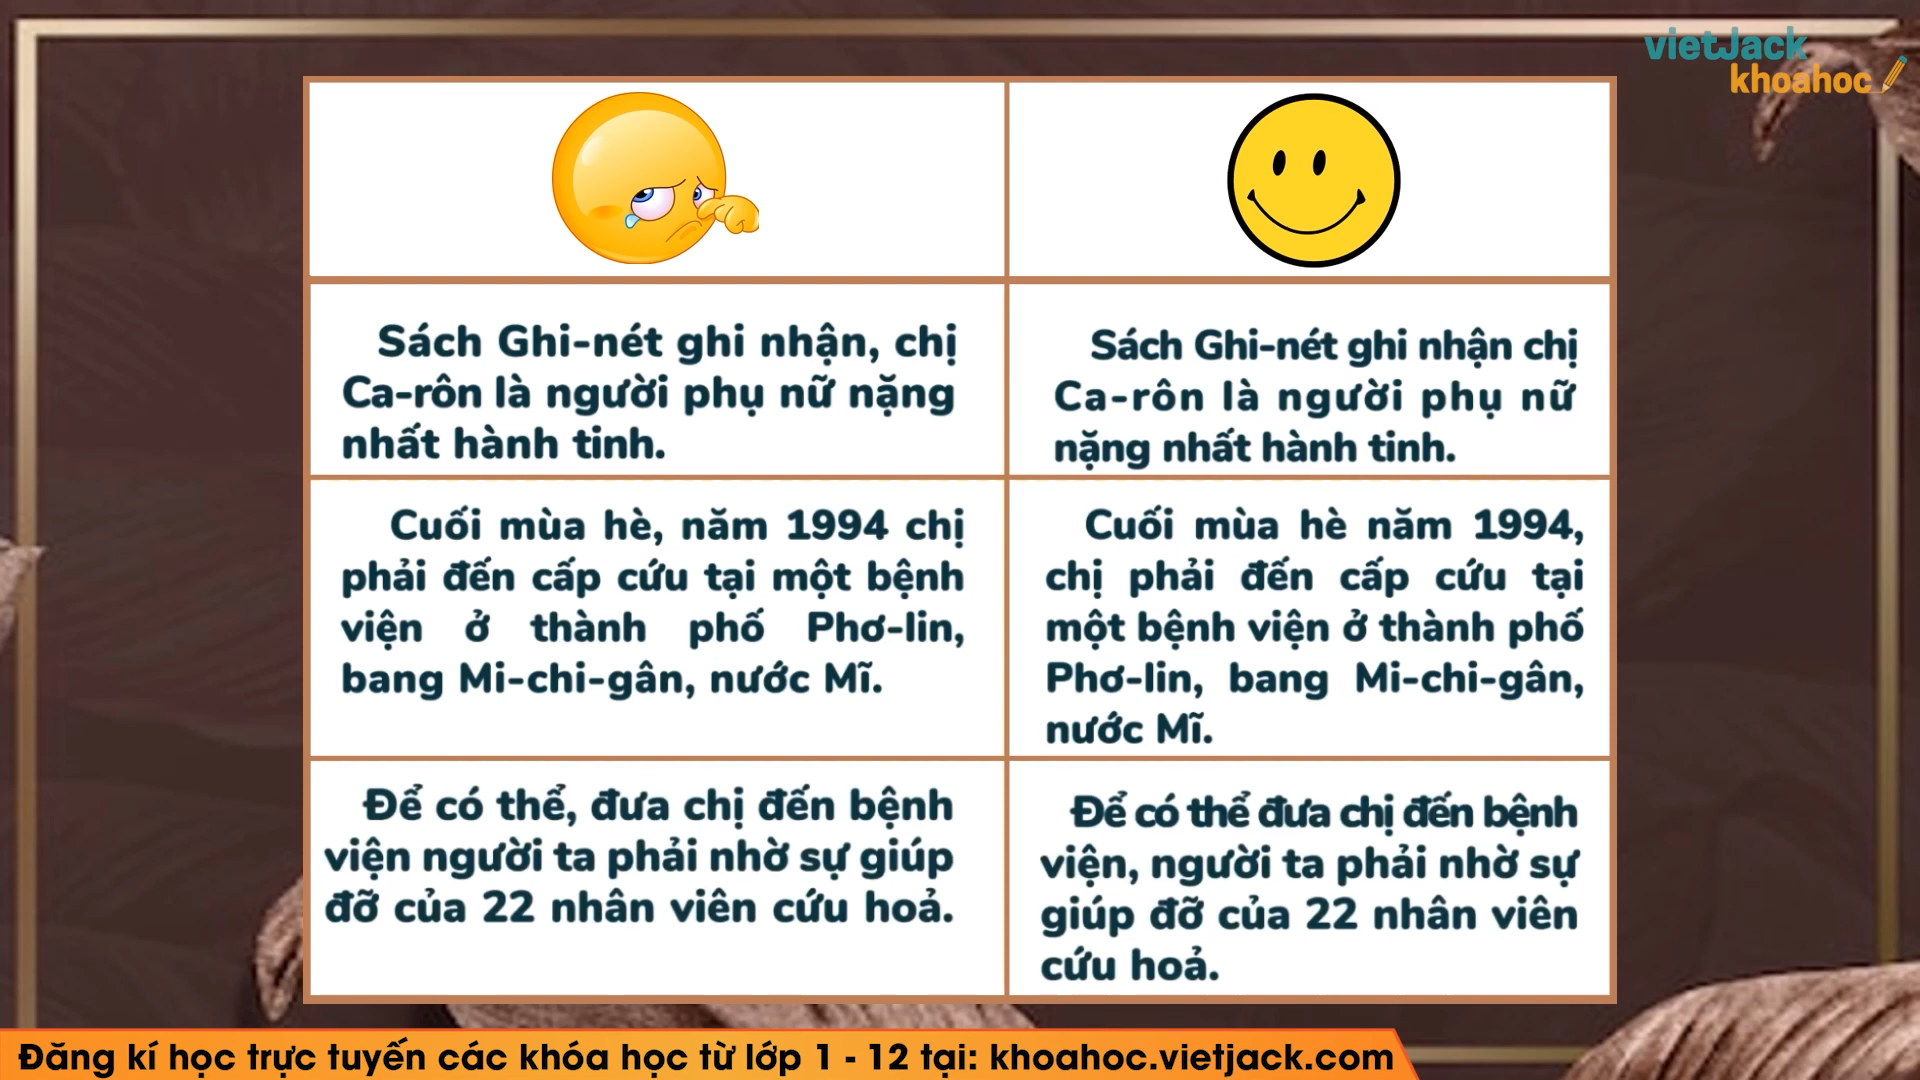 vietJack
khoahoc
Sách Ghi-nét ghi nhận, chị
Ca-rôn là người phụ nữ nặng
nhất hành tinh.
Sách Ghi-nét ghi nhận chị
Ca-rôn là người phụ nữ
nặng nhất hành tinh.
Cuối mùa hè, năm 1994 chị
phải đến cấp cứu tại một bệnh
viện ở thành phố Phơ-lin,
bang Mi-chi-gân, nước Mĩ.
Cuối mùa hè năm 1994,
chị phải đến cấp cứu tại
một bệnh viện ở thành phố
Phơ-lin, bang Mi-chi-gân,
nước Mĩ.
Để có thể, đưa chị đến bệnh
viện người ta phải nhờ sự giúp
đỡ của 22 nhân viên cứu hoả.
Để có thể đưa chị đến bệnh
viện, người ta phải nhờ sự
giúp đỡ của 22 nhân viên
cứu hoả.
Đăng kí học trực tuyến các khóa học từ lớp 1 - 12 tại: khoahoc.vietjack.com